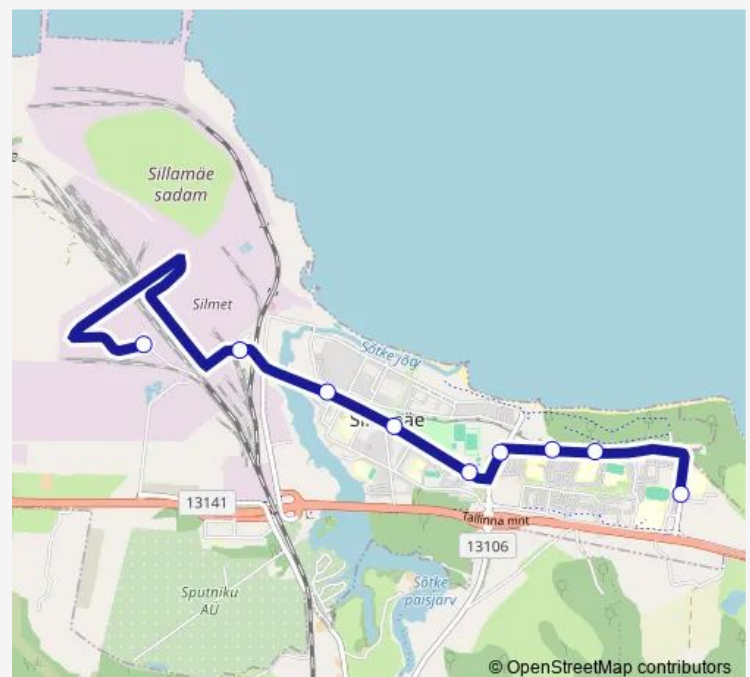 Sillamäe
sadam
Silmet
Sõtke jõgi
13141
Tallinna mnt
13106
Sputniku
AÜ
Sõtke
paisjärv
© OpenStreetMap contributors